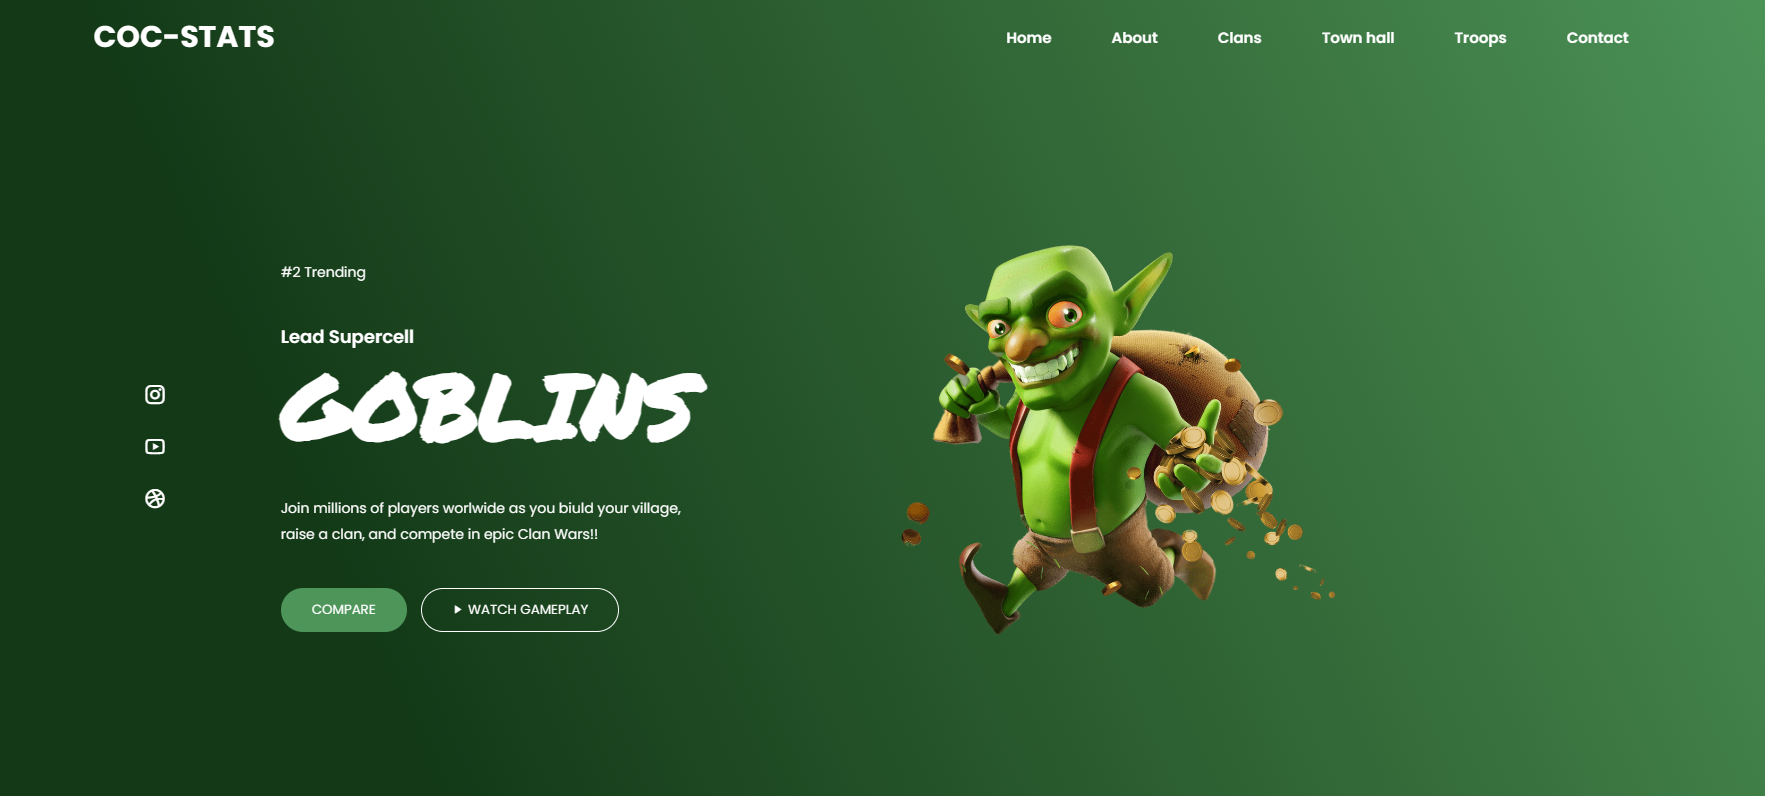 COC-STATS
Home About Clans Town hall Troops Contact
#2 Trending
Lead Supercell
GOBLINS
Join millions of players worlwide as you biuld your village,
raise a clan, and compete in epic Clan Wars!!
COMPARE
WATCH GAMEPLAY